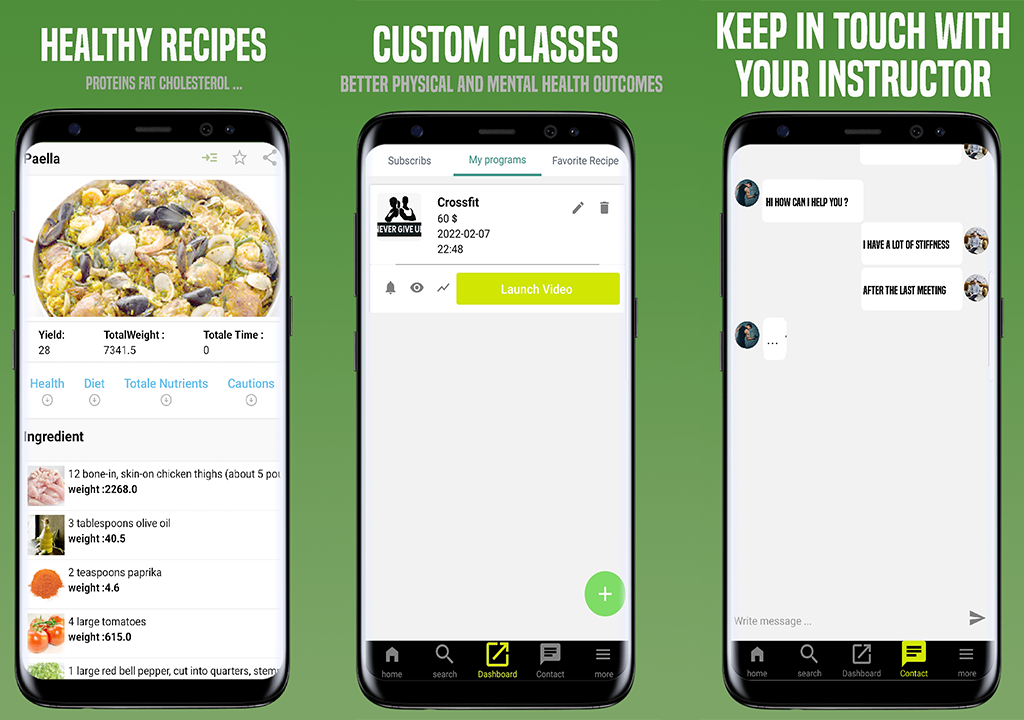 HEALTHY RECIPES
PROTEINS FAT CHOLESTEROL ...
Paella
Yield:
28
TotalWeight :
7341.5
Totale Time :
0
Health
Diet
Totale Nutrients
Cautions
Ingredient
12 bone-in, skin-on chicken thighs (about 5 pou
weight :2268.0
3 tablespoons olive oil
weight :40.5
2 teaspoons paprika
weight :4.6
4 large tomatoes
weight :615.0
1 large red bell pepper, cut into quarters, stem
CUSTOM CLASSES
BETTER PHYSICAL AND MENTAL HEALTH OUTCOMES
Subscribs
My programs
Favorite Recipe
NEVER GIVE U
Crossfit
60 $
2022-02-07
22:48
Launch Video
+
home
search
Dashboard
Contact
more
KEEP IN TOUCH WITH
YOUR INSTRUCTOR
HI HOW CAN I HELP YOU ?
I HAVE A LOT OF STIFFNESS
AFTER THE LAST MEETING
...
Write message ...
home
search
Dashboard
Contact
more